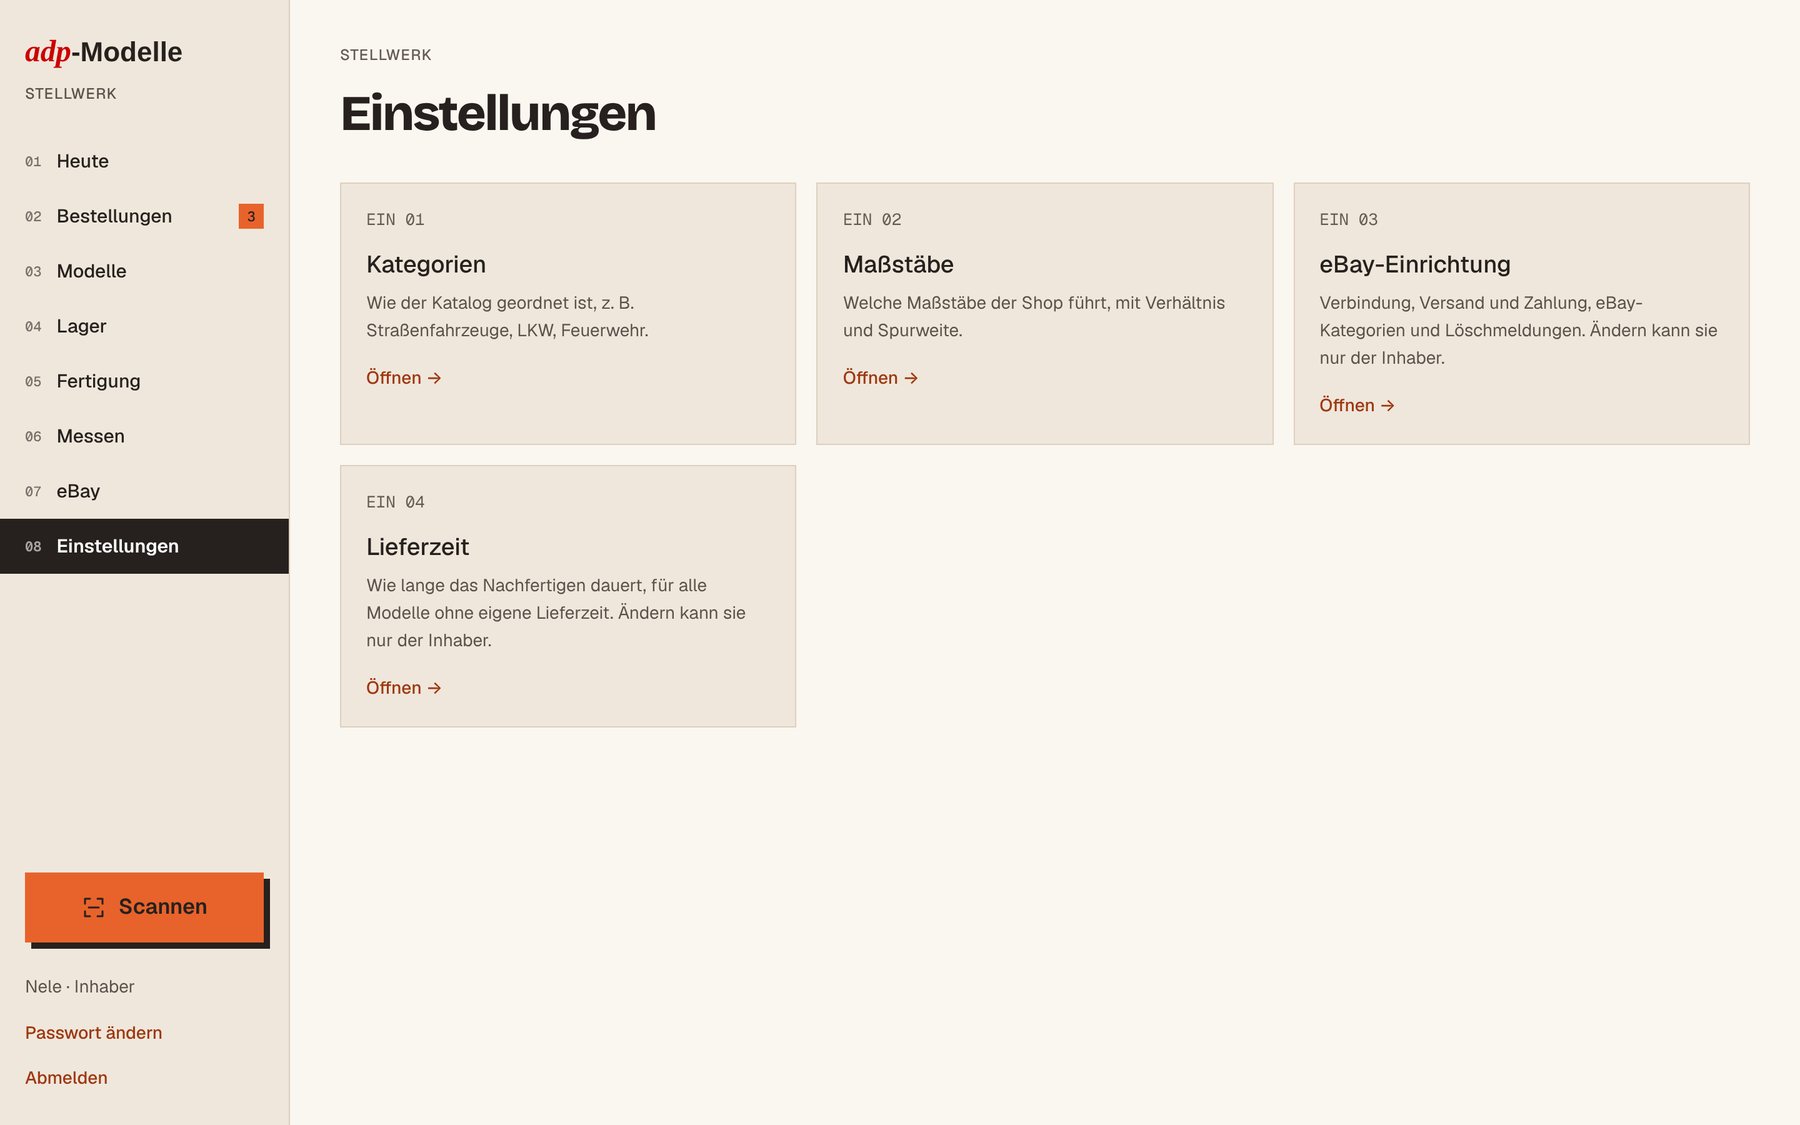 adp-Modelle
STELLWERK
01 Heute
02 Bestellungen 3
03 Modelle
04 Lager
05 Fertigung
06 Messen
07 eBay
08 Einstellungen
Scannen
Nele · Inhaber
Passwort ändern
Abmelden
STELLWERK
Einstellungen
EIN 01
Kategorien
Wie der Katalog geordnet ist, z. B.
Straßenfahrzeuge, LKW, Feuerwehr.
Öffnen →
EIN 02
Maßstäbe
Welche Maßstäbe der Shop führt, mit Verhältnis
und Spurweite.
Öffnen →
EIN 03
eBay-Einrichtung
Verbindung, Versand und Zahlung, eBay-
Kategorien und Löschmeldungen. Ändern kann sie
nur der Inhaber.
Öffnen →
EIN 04
Lieferzeit
Wie lange das Nachfertigen dauert, für alle
Modelle ohne eigene Lieferzeit. Ändern kann sie
nur der Inhaber.
Öffnen →